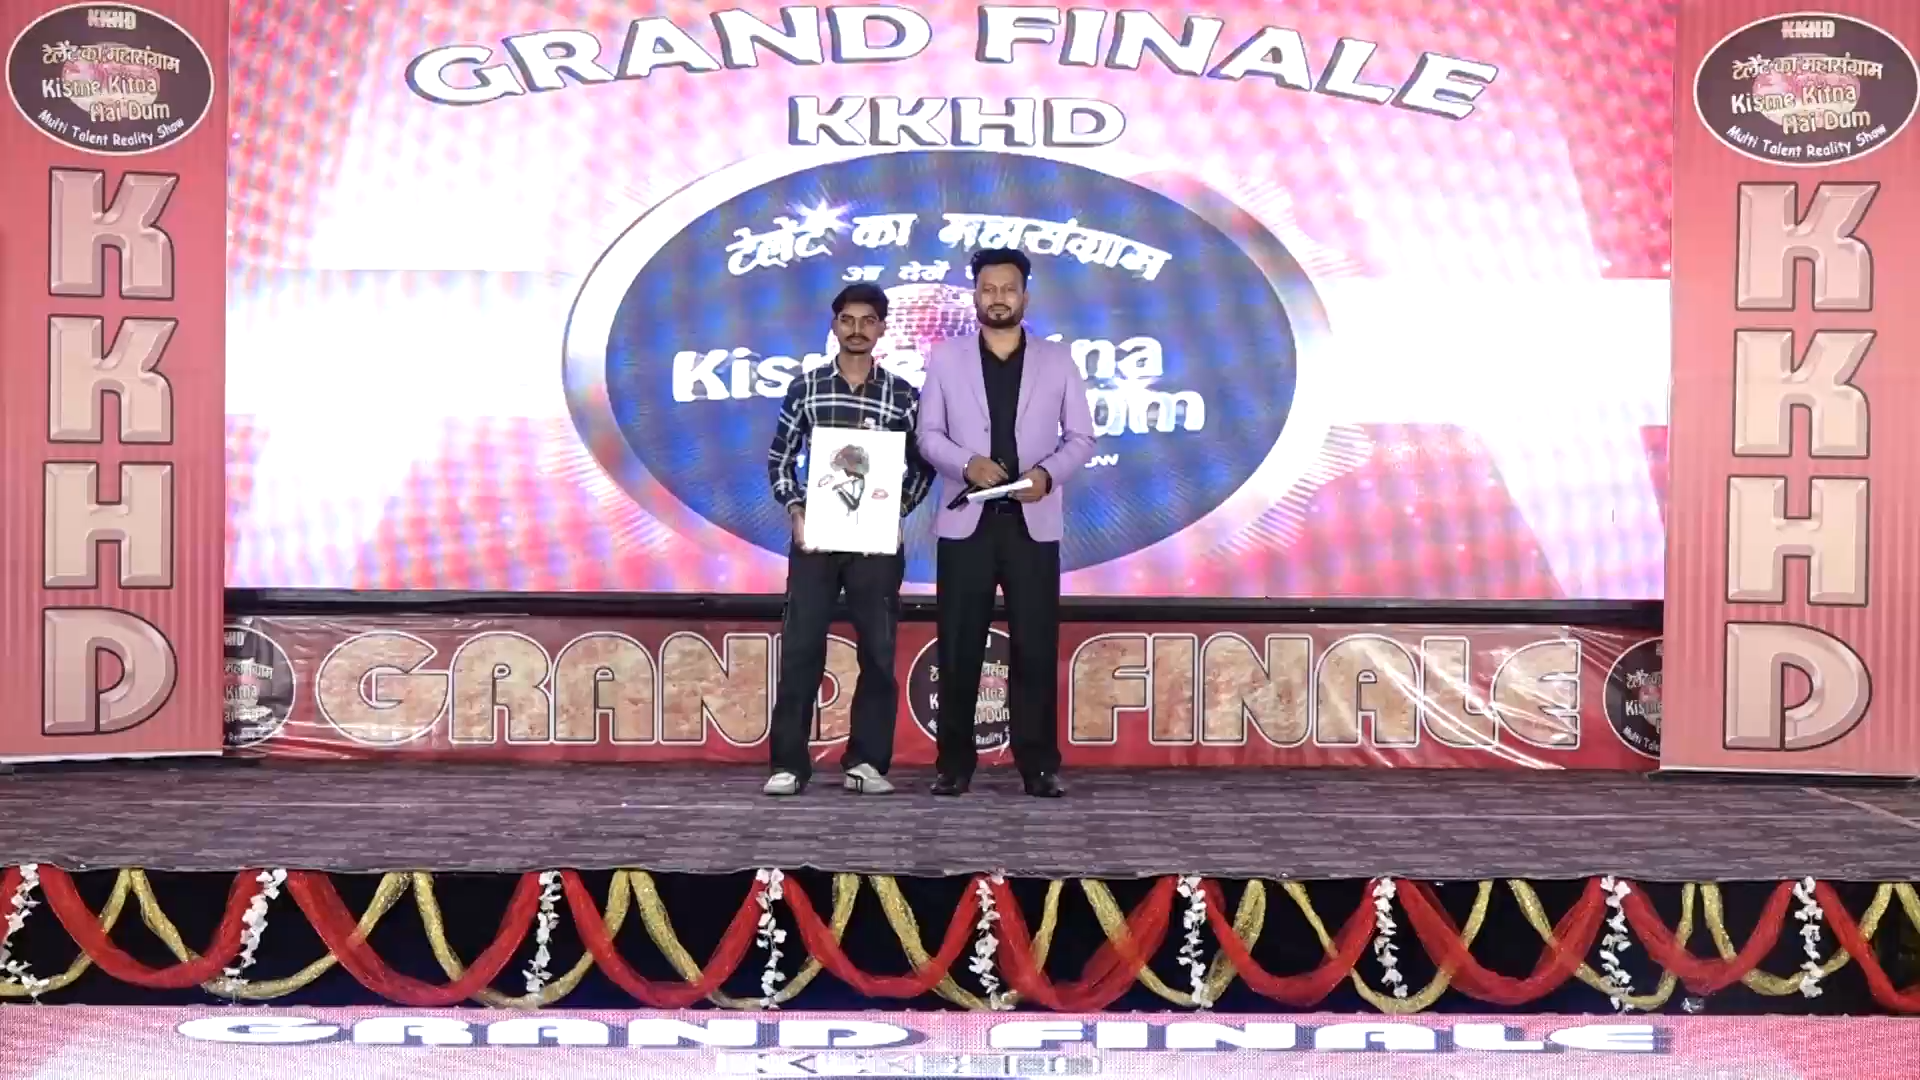 GRAND FINALE
KKHD
टेलेंट का महासंग्राम
आ देखें
KKHD
टेलेंट का महासंग्राम
Kisme Kitna
Hai Dum
Multi Talent Reality Show
KKHD
KKHD
टेलेंट का महासंग्राम
Kisme Kitna
Hai Dum
Multi Talent Reality Show
KKHD
GRAND FINALE
GRAND FINALE